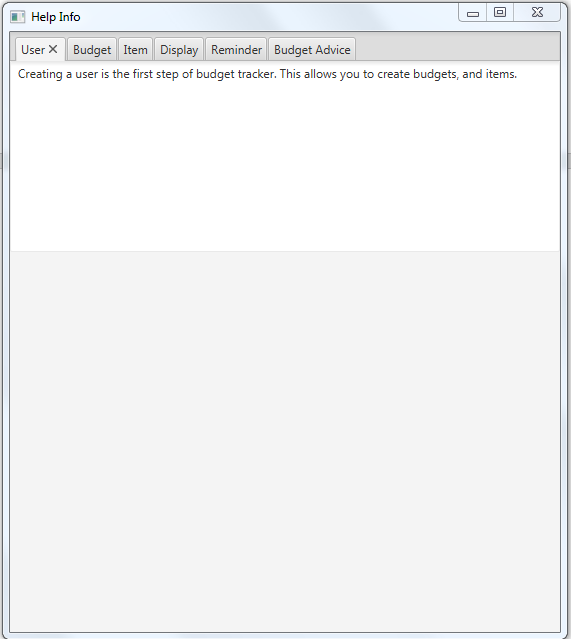 Help Info
User Budget Item Display Reminder Budget Advice
Creating a user is the first step of budget tracker. This allows you to create budgets, and items.